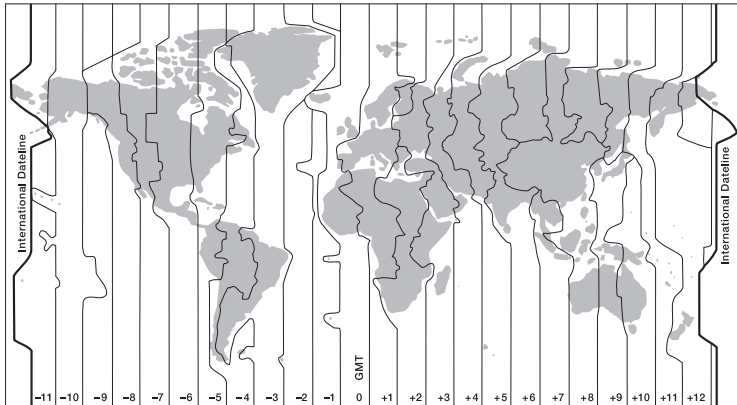 International Dateline
International Dateline
GMT
−11 −10 −9 −8 −7 −6 −5 −4 −3 −2 −1 0 +1 +2 +3 +4 +5 +6 +7 +8 +9 +10 +11 +12